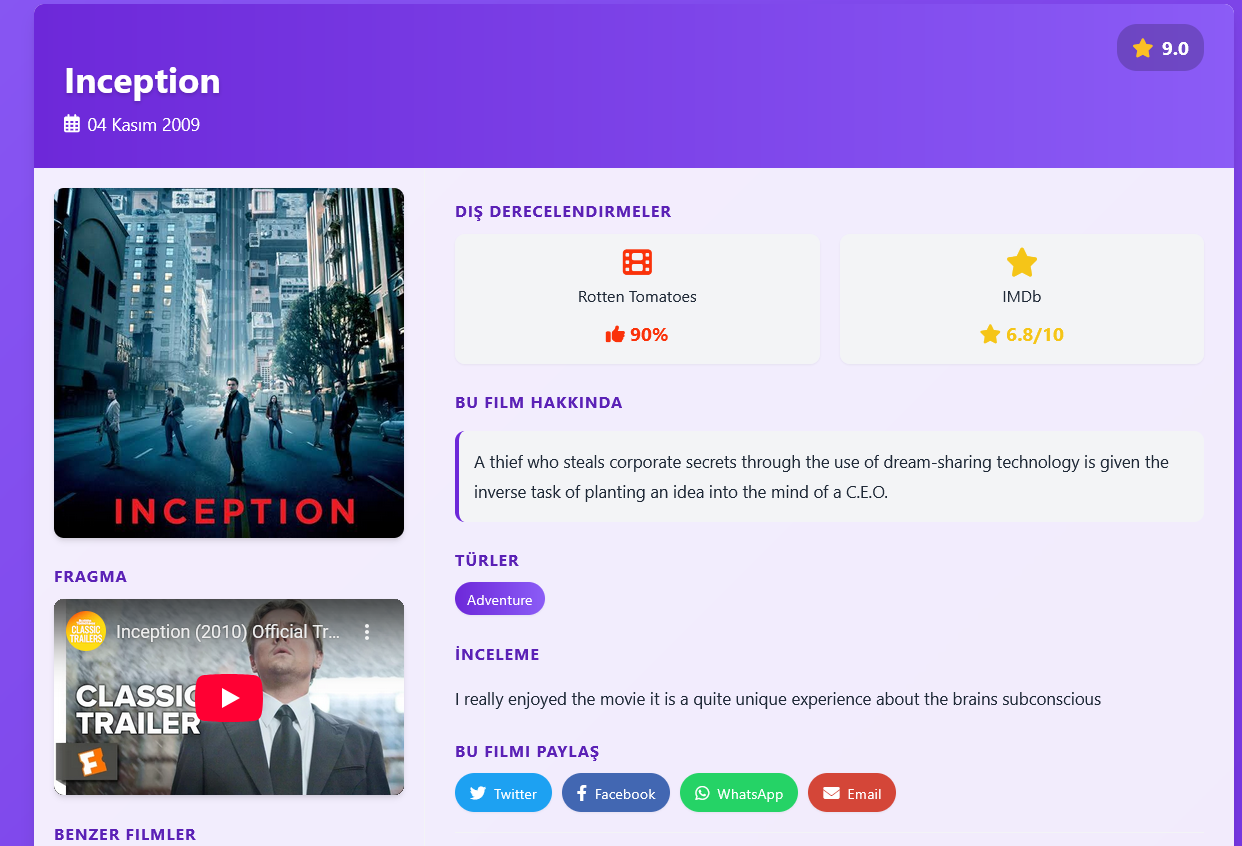 Inception
04 Kasım 2009
9.0
INCEPTION
FRAGMA
CLASSIC
TRAILERS
Inception (2010) Official Tr...
CLASSIC
TRAILER
BENZER FILMLER
DIŞ DERECELENDIRMELER
Rotten Tomatoes
90%
IMDb
6.8/10
BU FILM HAKKINDA
A thief who steals corporate secrets through the use of dream-sharing technology is given the
inverse task of planting an idea into the mind of a C.E.O.
TÜRLER
Adventure
İNCELEME
I really enjoyed the movie it is a quite unique experience about the brains subconscious
BU FILMI PAYLAŞ
Twitter
Facebook
WhatsApp
Email